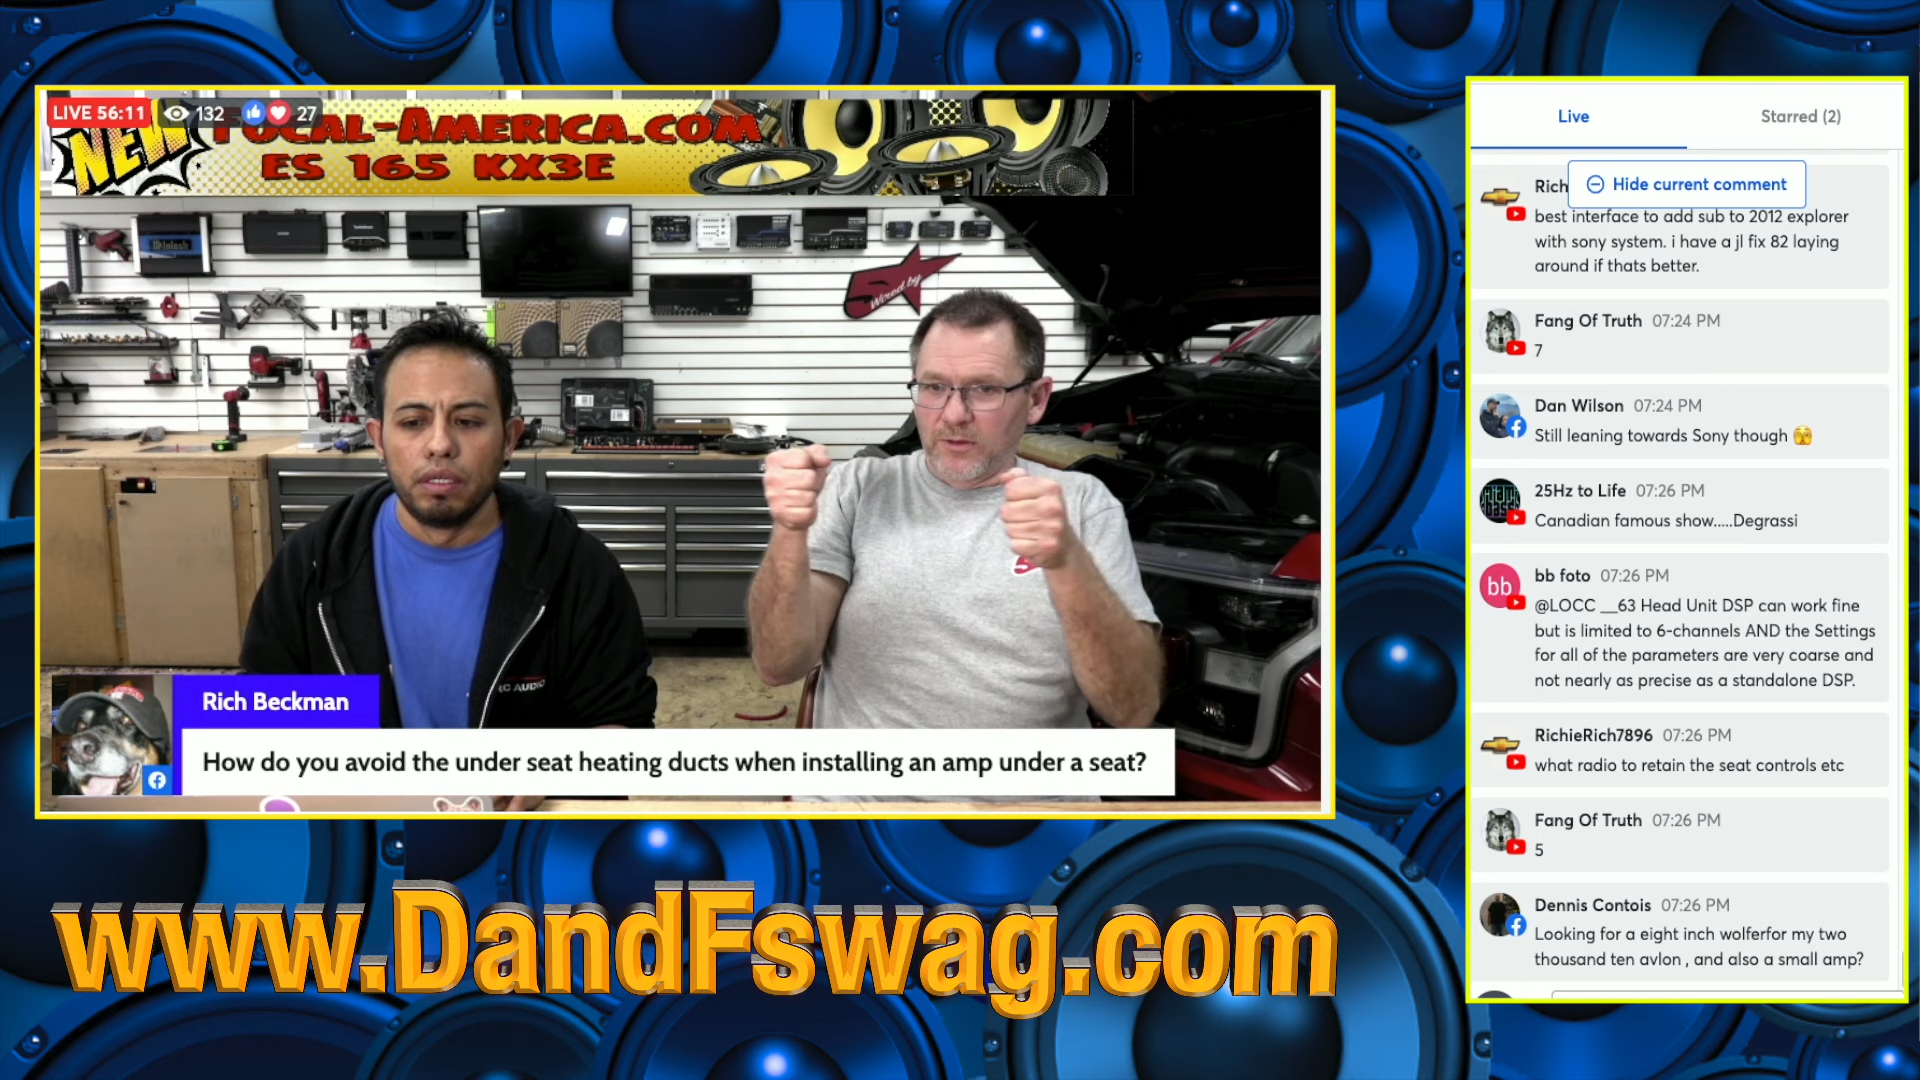 LIVE 56:11 132 27
FOCAL-AMERICA.COM
NEW
ES 165 KX3E
McIntosh
Wired by
RC AUDIO
Rich Beckman
How do you avoid the under seat heating ducts when installing an amp under a seat?
www.DandFswag.com
Live Starred (2)
Hide current comment
Rich
best interface to add sub to 2012 explorer
with sony system. i have a jl fix 82 laying
around if thats better.
Fang Of Truth 07:24 PM
7
Dan Wilson 07:24 PM
Still leaning towards Sony though 🫣
25Hz to Life 07:26 PM
Canadian famous show.....Degrassi
bb
bb foto 07:26 PM
@LOCC __63 Head Unit DSP can work fine
but is limited to 6-channels AND the Settings
for all of the parameters are very coarse and
not nearly as precise as a standalone DSP.
RichieRich7896 07:26 PM
what radio to retain the seat controls etc
Fang Of Truth 07:26 PM
5
Dennis Contois 07:26 PM
Looking for a eight inch wolferfor my two
thousand ten avlon , and also a small amp?